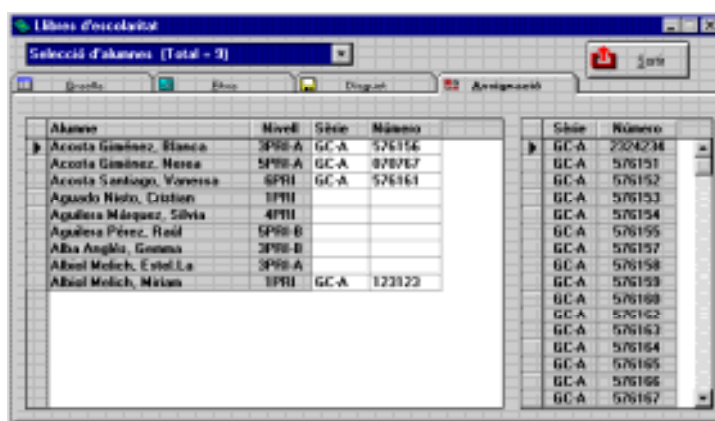 Llibres d'escolaritat
Selecció d'alumnes (Total = 9)
Sortir
Graella
Disquet
Assignació
Alumne Nivell Sèrie Número
Acosta Giménez, Blanca 3PRI-A GC-A 576156
Acosta Giménez, Nerea 5PRI-A GC-A 070767
Acosta Santiago, Vanessa 6PRI GC-A 576161
Aguado Nieto, Cristian 1PRI
Aguilera Márquez, Sílvia 4PRI
Aguilera Pérez, Raúl 5PRI-B
Alba Anglès, Gemma 3PRI-B
Albiol Melich, Estel.La 3PRI-A
Albiol Melich, Miriam 1PRI GC-A 123123
Sèrie Número
GC-A 2324234
GC-A 576151
GC-A 576152
GC-A 576153
GC-A 576154
GC-A 576155
GC-A 576157
GC-A 576158
GC-A 576159
GC-A 576160
GC-A 576162
GC-A 576163
GC-A 576164
GC-A 576165
GC-A 576166
GC-A 576167